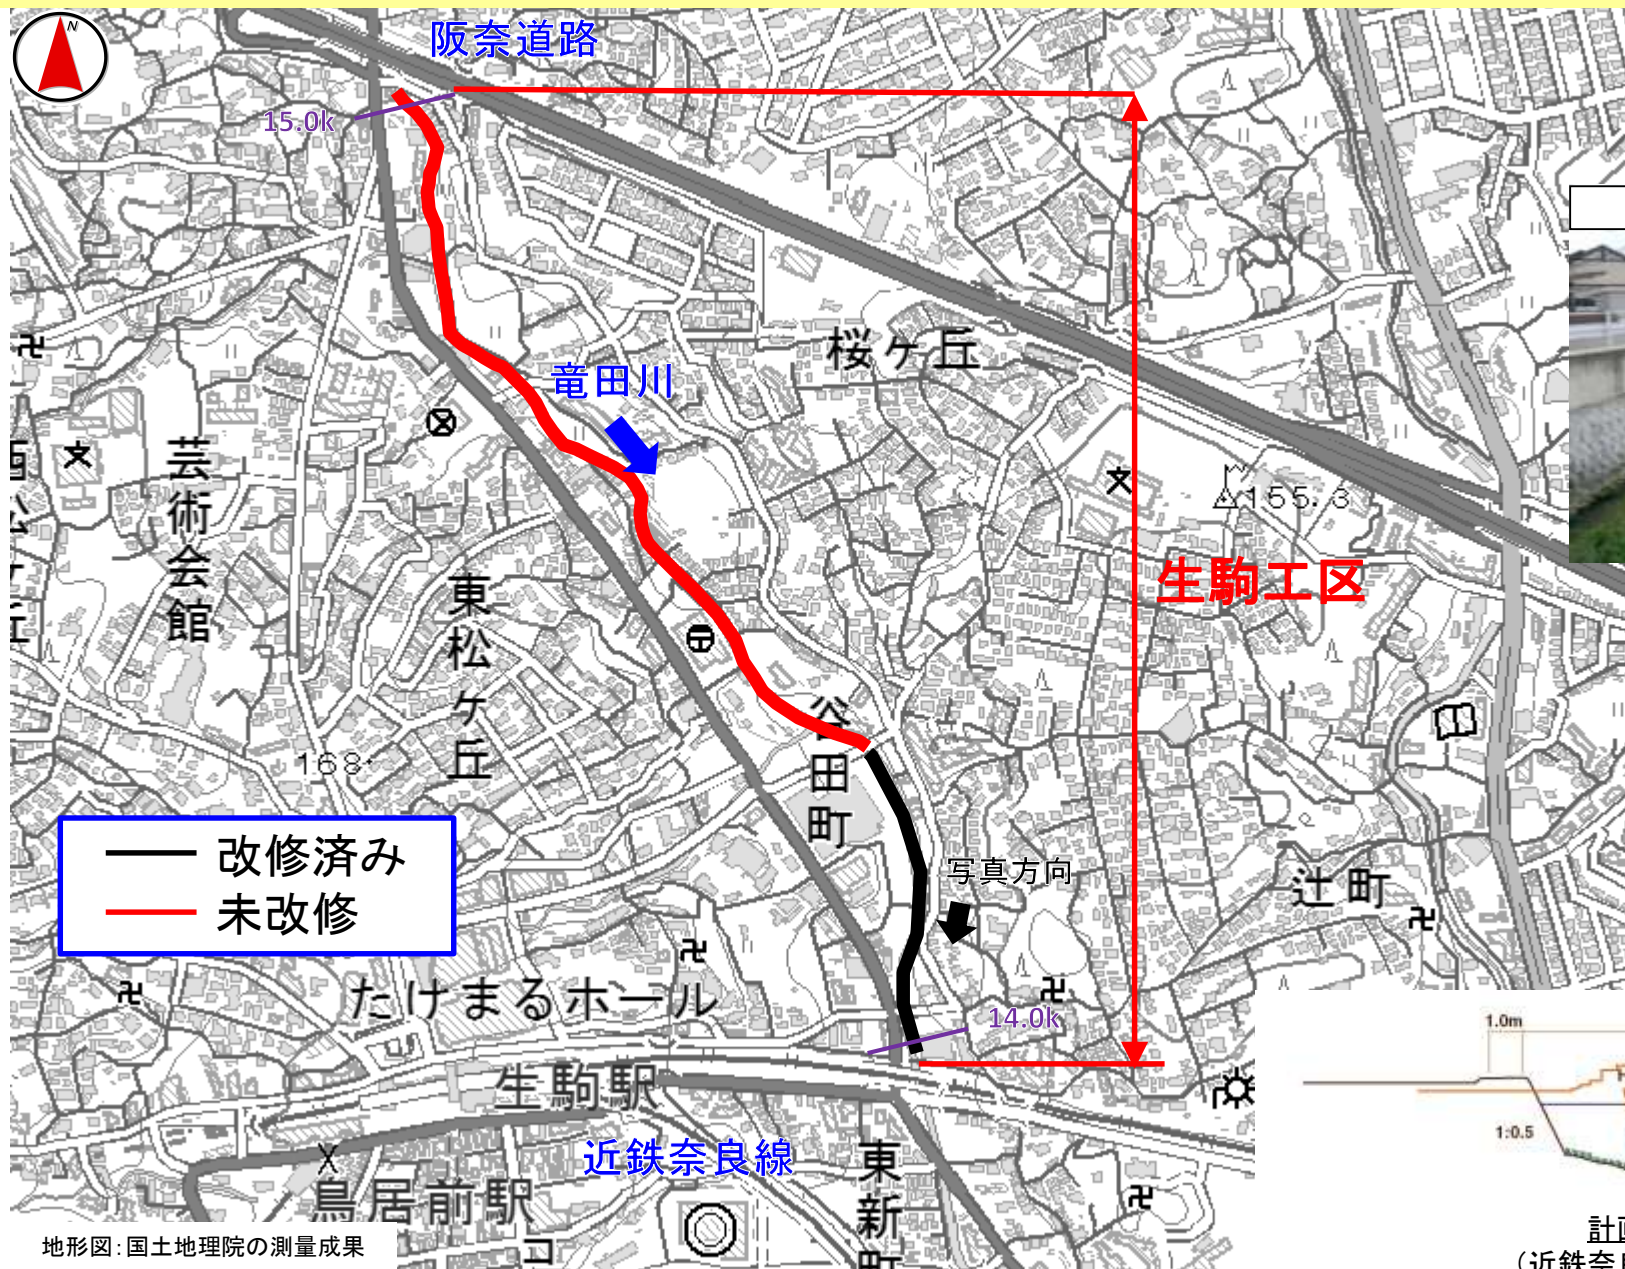 N
阪奈道路
15.0k
桜ヶ丘
竜田川
芸術会館
155.3
生駒工区
東松ヶ丘
谷田町
168
改修済み
未改修
写真方向
辻町
たけまるホール
14.0k
1.0m
生駒駅
1:0.5
近鉄奈良線
東新町
鳥居前駅
地形図:国土地理院の測量成果